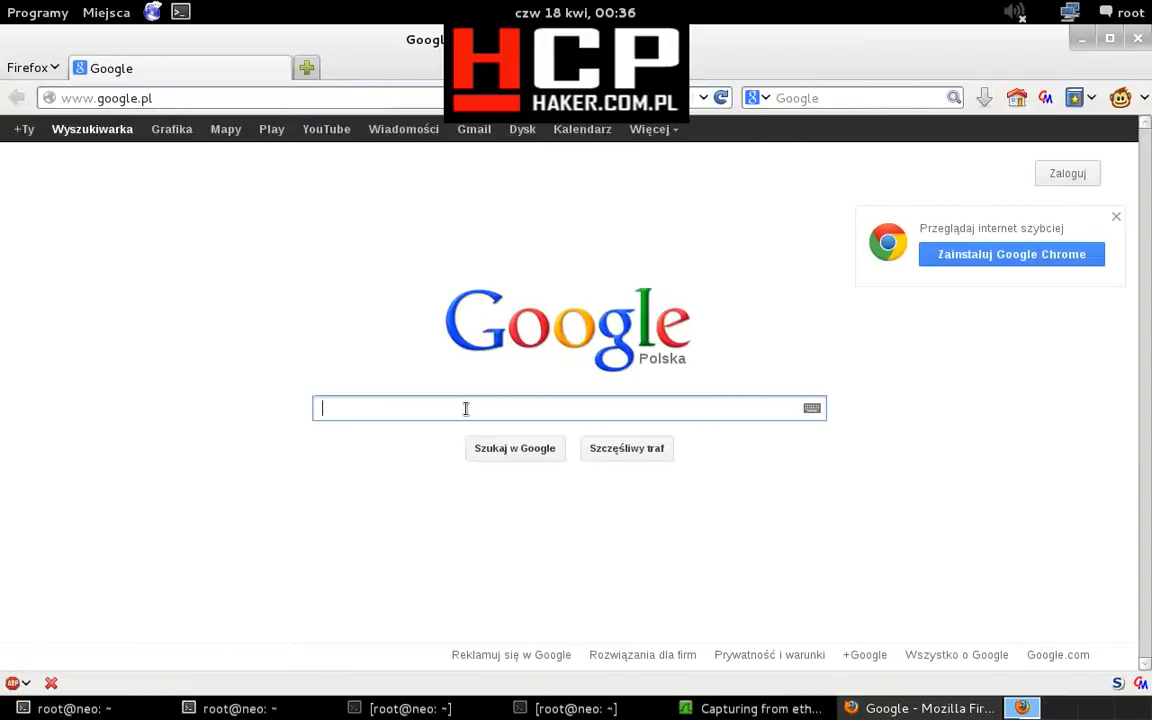 Programy Miejsca czw 18 kwi, 00:36 root
Googl
HCP
HAKER.COM.PL
Firefox Google
www.google.pl Google
+Ty Wyszukiwarka Grafika Mapy Play YouTube Wiadomości Gmail Dysk Kalendarz Więcej
Zaloguj
Przeglądaj internet szybciej
Zainstaluj Google Chrome
Google
Polska
Szukaj w Google Szczęśliwy traf
Reklamuj się w Google Rozwiązania dla firm Prywatność i warunki +Google Wszystko o Google Google.com
ABP
root@neo: ~ root@neo: ~ [root@neo: ~] [root@neo: ~] Capturing from eth... Google - Mozilla Fir...